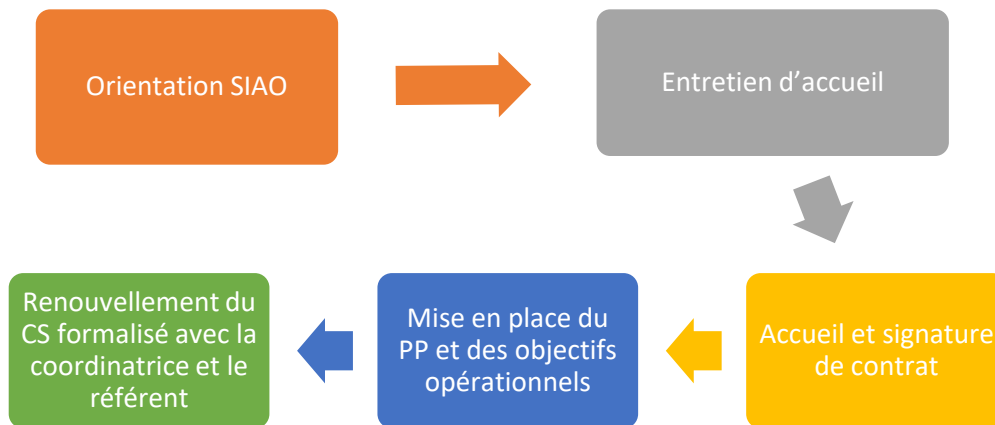 Orientation SIAO
Entretien d’accueil
Accueil et signature
de contrat
Mise en place du
PP et des objectifs
opérationnels
Renouvellement du
CS formalisé avec la
coordinatrice et le
référent